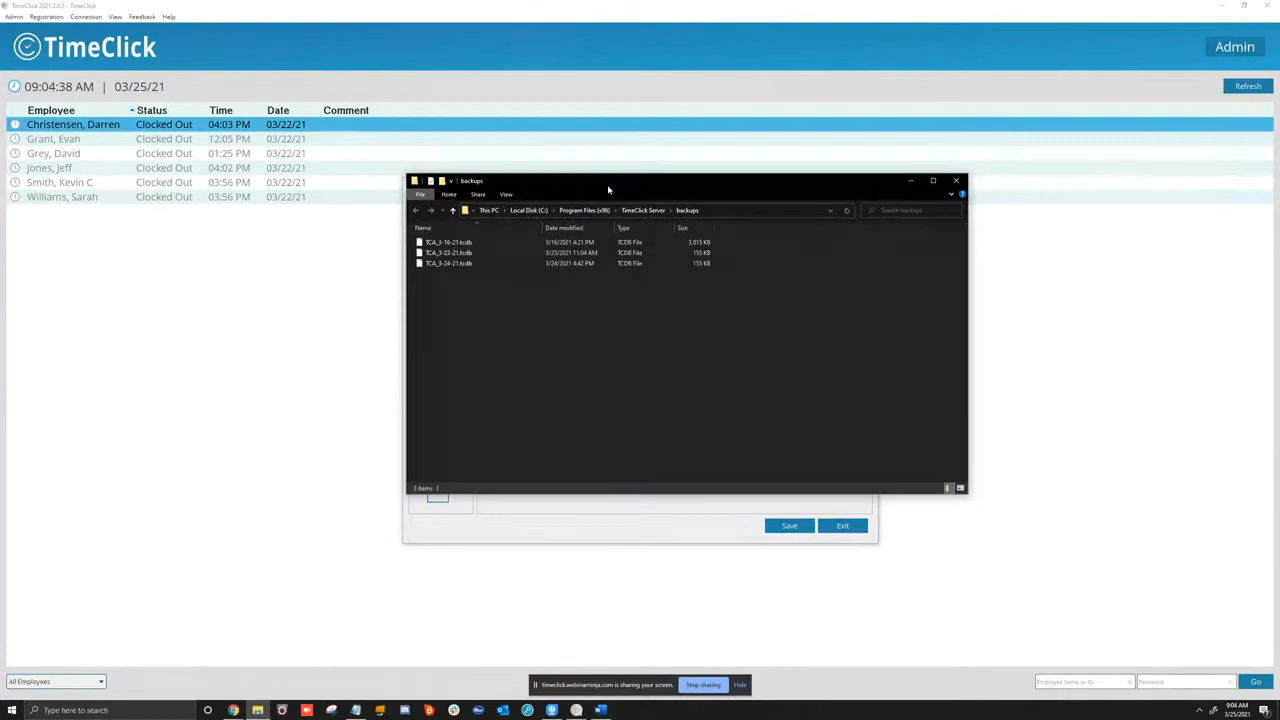 TimeClick 2021.2.0.2 - TimeClick
Admin Registration Connection View Feedback Help
TimeClick
Admin
09:04:38 AM | 03/25/21
Refresh
Employee Status Time Date Comment
Christensen, Darren Clocked Out 04:03 PM 03/22/21
Grant, Evan Clocked Out 12:05 PM 03/22/21
Grey, David Clocked Out 01:25 PM 03/22/21
Jones, Jeff Clocked Out 04:02 PM 03/22/21
Smith, Kevin C Clocked Out 03:56 PM 03/22/21
Williams, Sarah Clocked Out 03:56 PM 03/22/21
backups
File Home Share View
This PC › Local Disk (C:) › Program Files (x86) › TimeClick Server › backups
Search backups
Name Date modified Type Size
TCA_3-16-21.tcdb 3/16/2021 4:21 PM TCDB File 3,815 KB
TCA_3-23-21.tcdb 3/23/2021 11:04 AM TCDB File 155 KB
TCA_3-24-21.tcdb 3/24/2021 4:42 PM TCDB File 155 KB
3 items
Save Exit
All Employees
timeclick.webinarninja.com is sharing your screen. Stop sharing Hide
Employee Name or ID Password Go
Type here to search
9:04 AM
3/25/2021